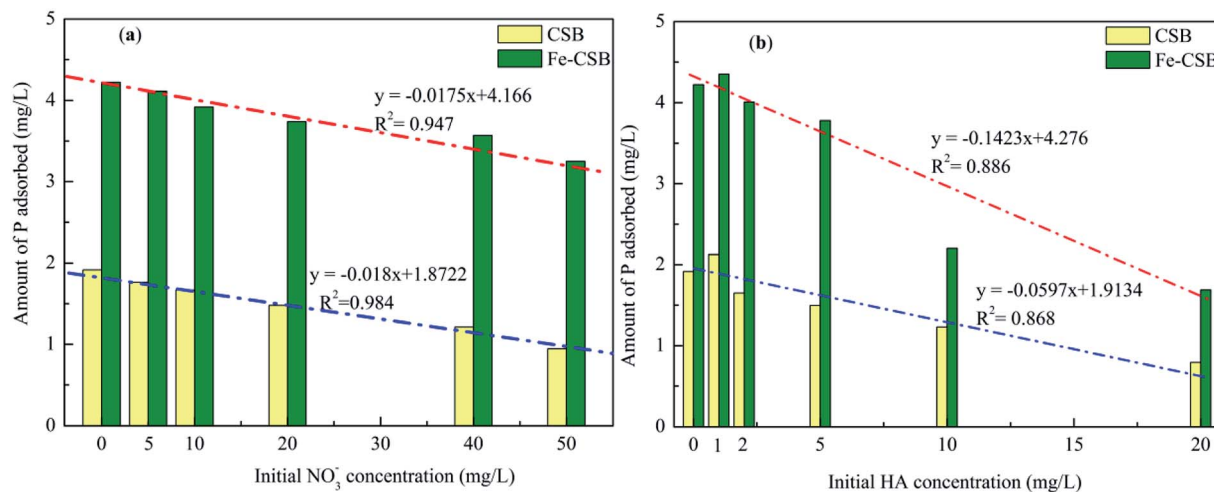 (a)
CSB
Fe-CSB
y = -0.0175x+4.166
R²= 0.947
y = -0.018x+1.8722
R²=0.984
5
4
3
2
1
0
Amount of P adsorbed (mg/L)
0 5 10 20 30 40 50
Initial NO₃⁻ concentration (mg/L)
(b)
CSB
Fe-CSB
y = -0.1423x+4.276
R²= 0.886
y = -0.0597x+1.9134
R²= 0.868
5
4
3
2
1
0
Amount of P adsorbed (mg/L)
0 1 2 5 10 15 20
Initial HA concentration (mg/L)